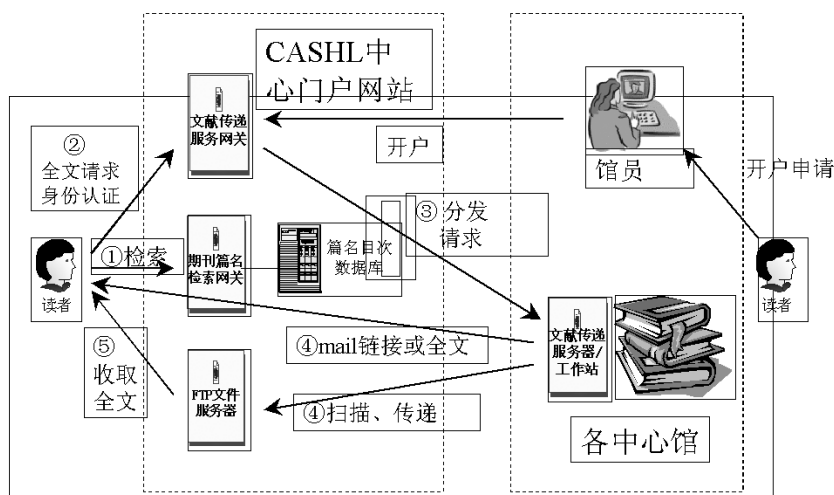 CASHL中
心门户网站
文献传递
服务网关
②
全文请求
身份认证
开户
馆员
开户申请
③分发
请求
①检索
期刊篇名
检索网关
篇名目次
数据库
读者
读者
④mail链接或全文
文献传递
服务器/
工作站
⑤
收取
全文
FTP文件
服务器
④扫描、传递
各中心馆